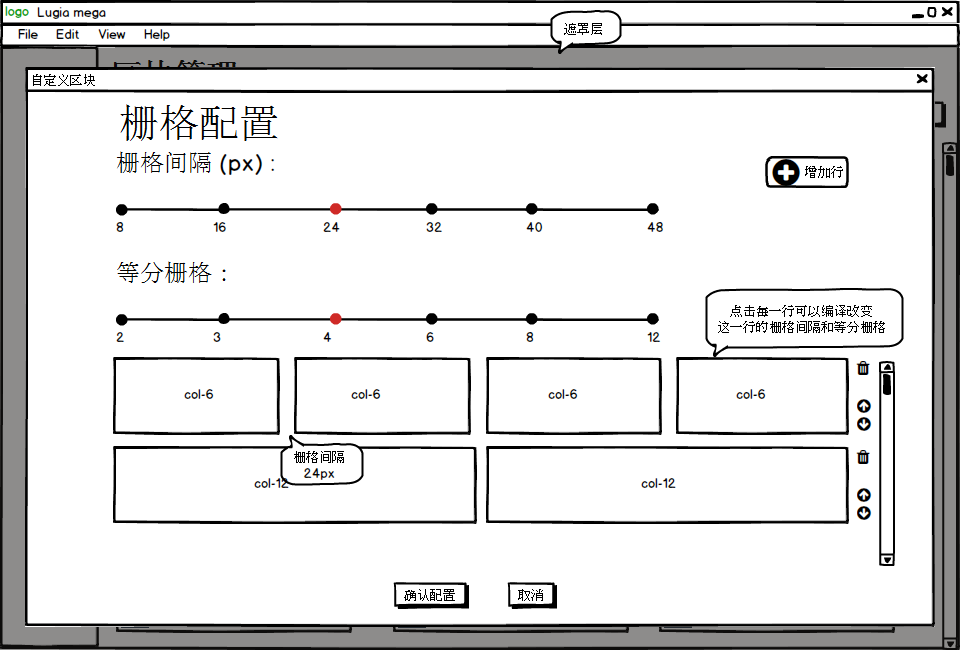 logo Lugia mega
File Edit View Help
遮罩层
区块管理
自定义区块
栅格配置
栅格间隔 (px) :
增加行
8 16 24 32 40 48
等分栅格 :
2 3 4 6 8 12
点击每一行可以编译改变
这一行的栅格间隔和等分栅格
col-6 col-6 col-6 col-6
栅格间隔
24px
col-12 col-12
确认配置 取消